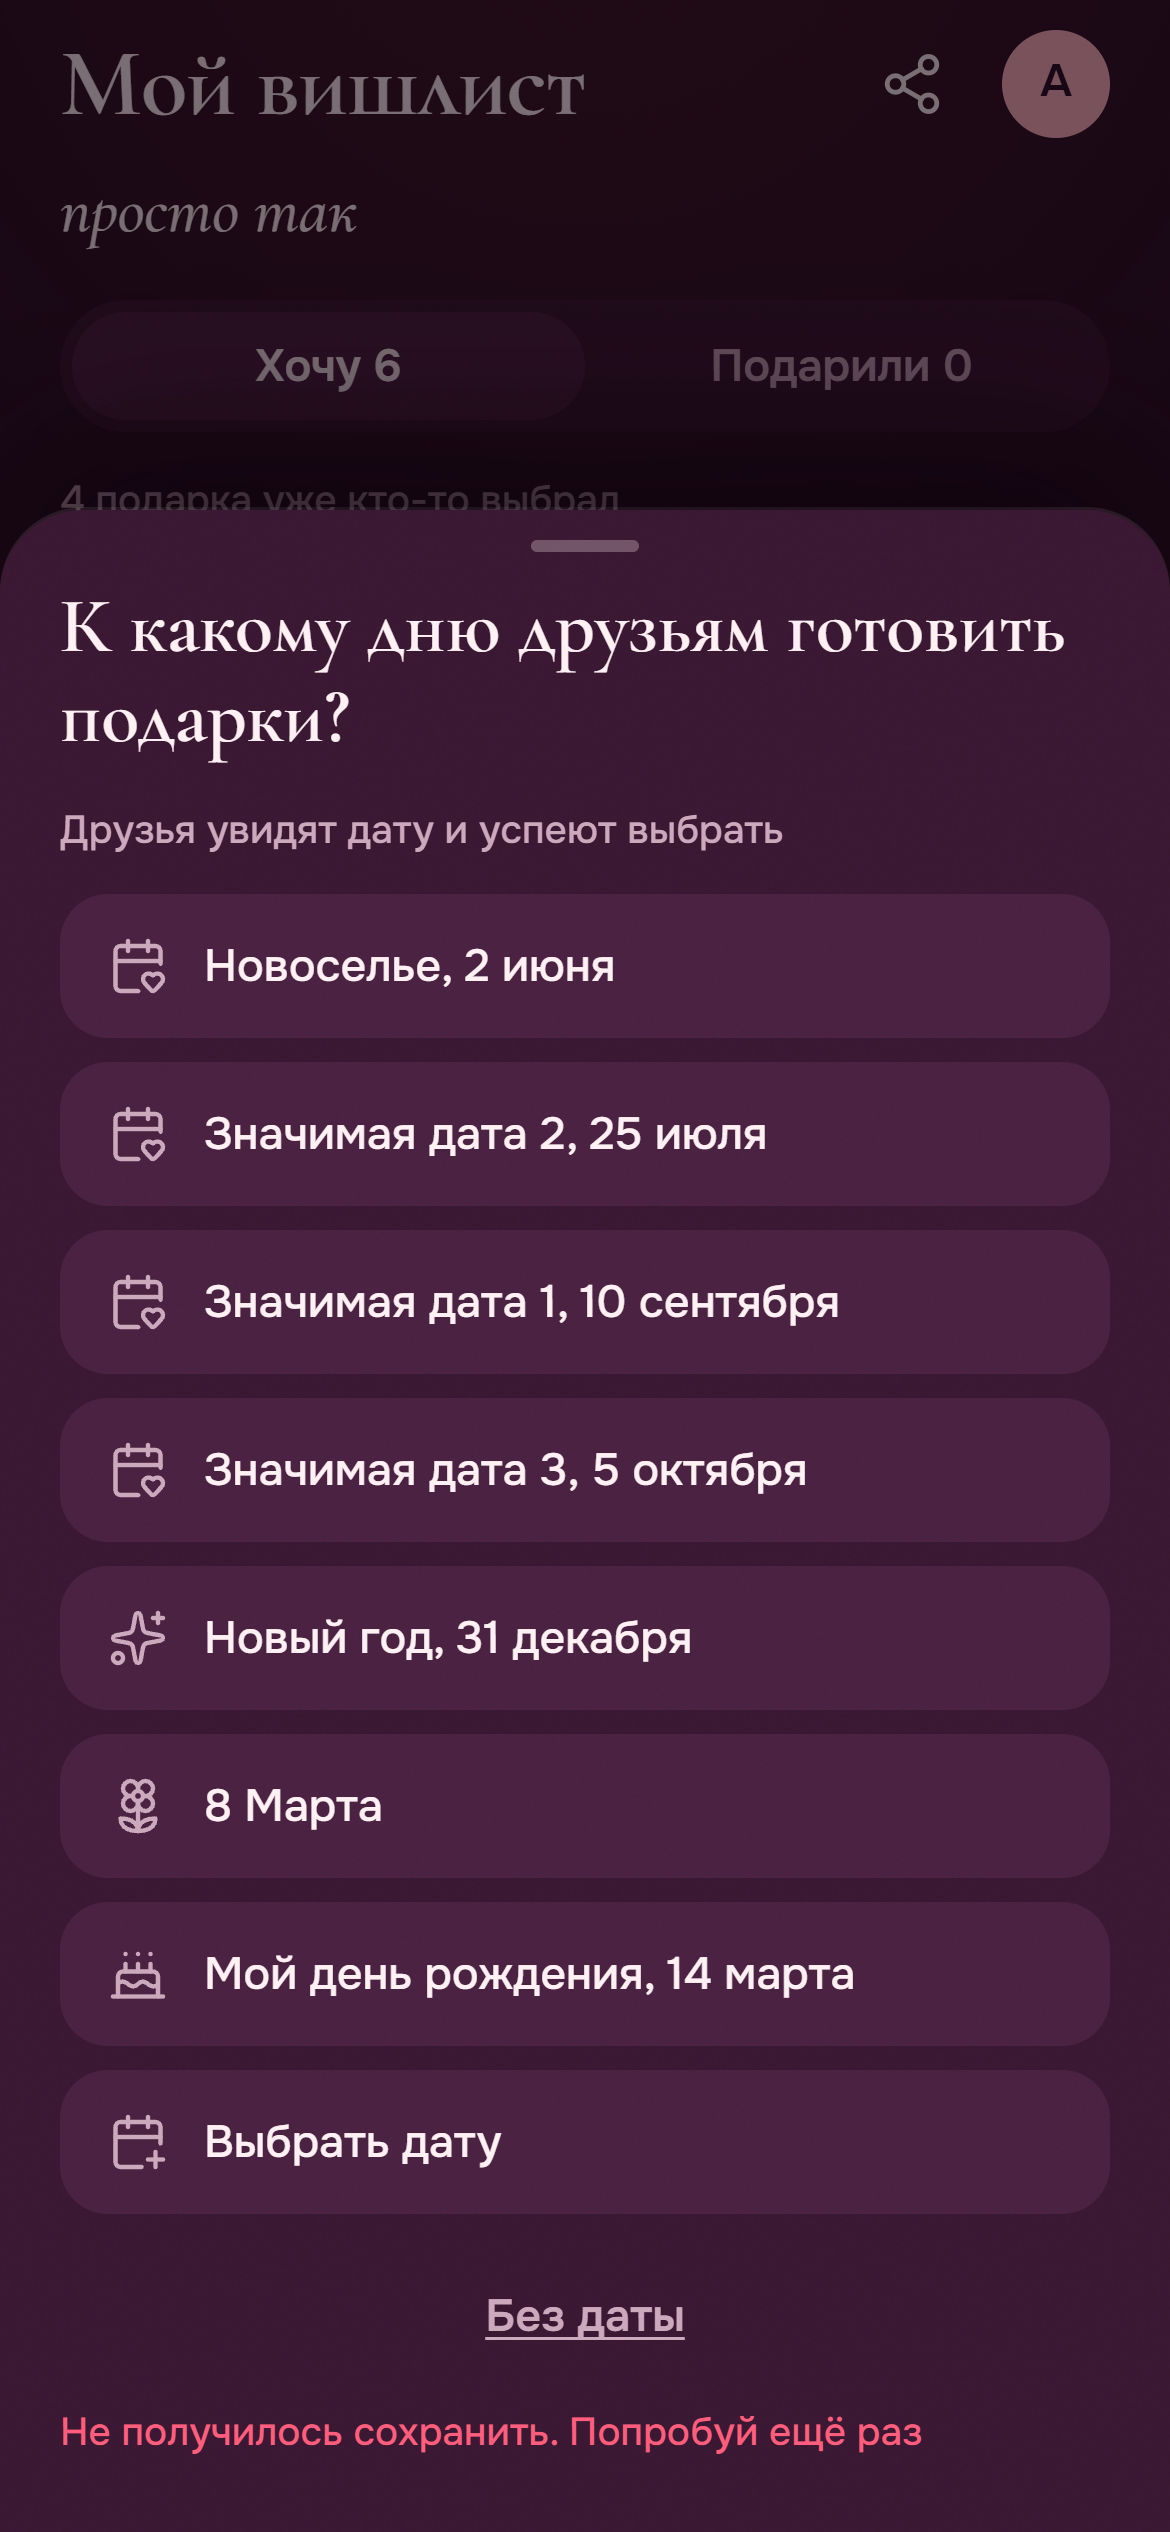 Мой вишлист
А
просто так
Хочу 6
Подарили 0
4 подарка уже кто-то выбрал
К какому дню друзьям готовить
подарки?
Друзья увидят дату и успеют выбрать
Новоселье, 2 июня
Значимая дата 2, 25 июля
Значимая дата 1, 10 сентября
Значимая дата 3, 5 октября
Новый год, 31 декабря
8 Марта
Мой день рождения, 14 марта
Выбрать дату
Без даты
Не получилось сохранить. Попробуй ещё раз